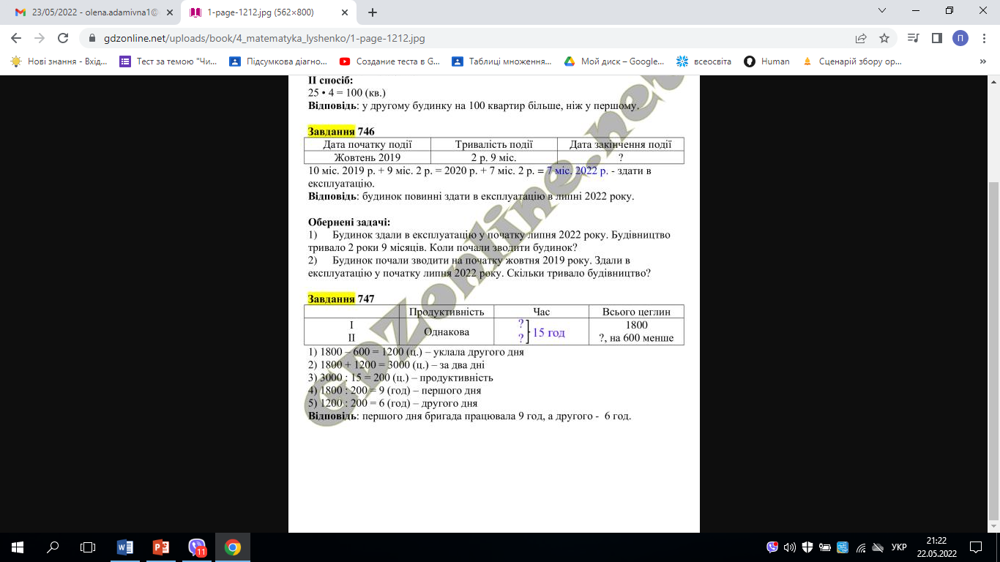 23/05/2022 - olena.adamivna1@
1-page-1212.jpg (562×800)
gdzonline.net/uploads/book/4_matematyka_lyshenko/1-page-1212.jpg
П
Нові знання - Вхід...
Тест за темою "Чи...
Підсумкова діагно...
Создание теста в G...
Таблиці множення...
Мой диск – Google...
всеосвіта
Human
Сценарій збору ор...
»
GDZonline.net
ІІ спосіб:
25 • 4 = 100 (кв.)
Відповідь: у другому будинку на 100 квартир більше, ніж у першому.
Завдання 746
Дата початку події Тривалість події Дата закінчення події
Жовтень 2019 2 р. 9 міс. ?
10 міс. 2019 р. + 9 міс. 2 р. = 2020 р. + 7 міс. 2 р. = 7 міс. 2022 р. - здати в
експлуатацію.
Відповідь: будинок повинні здати в експлуатацію в липні 2022 року.
Обернені задачі:
1) Будинок здали в експлуатацію у початку липня 2022 року. Будівництво
тривало 2 роки 9 місяців. Коли почали зводити будинок?
2) Будинок почали зводити на початку жовтня 2019 року. Здали в
експлуатацію у початку липня 2022 року. Скільки тривало будівництво?
Завдання 747
Продуктивність Час Всього цеглин
І Однакова ? 15 год 1800
ІІ ? ?, на 600 менше
1) 1800 – 600 = 1200 (ц.) – уклала другого дня
2) 1800 + 1200 = 3000 (ц.) – за два дні
3) 3000 : 15 = 200 (ц.) – продуктивність
4) 1800 : 200 = 9 (год) – першого дня
5) 1200 : 200 = 6 (год) – другого дня
Відповідь: першого дня бригада працювала 9 год, а другого - 6 год.
W
P
11
УКР
21:22
22.05.2022